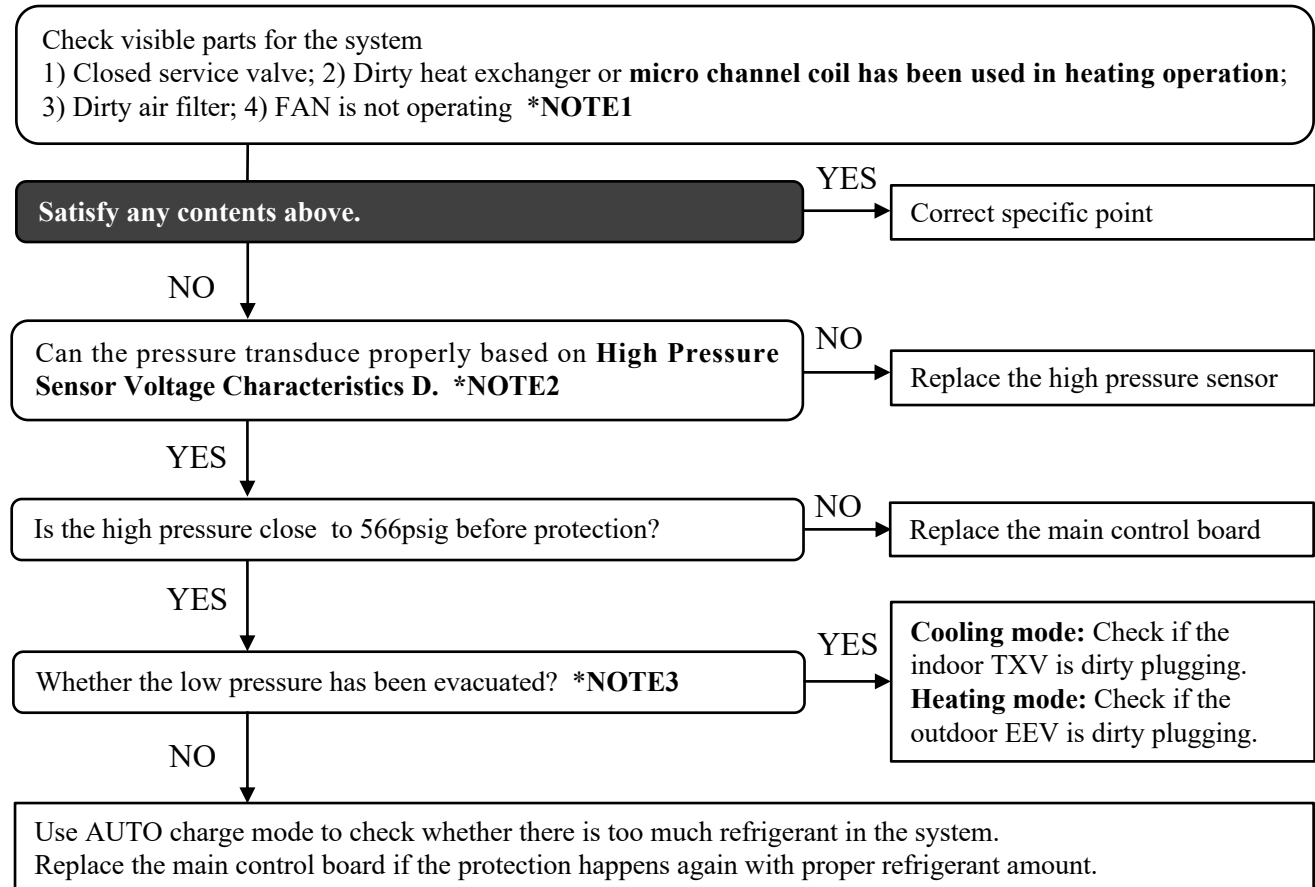 Check visible parts for the system
1) Closed service valve; 2) Dirty heat exchanger or micro channel coil has been used in heating operation;
3) Dirty air filter; 4) FAN is not operating *NOTE1
YES
Satisfy any contents above.
Correct specific point
NO
Can the pressure transduce properly based on High Pressure
Sensor Voltage Characteristics D. *NOTE2
NO
Replace the high pressure sensor
YES
Is the high pressure close to 566psig before protection?
NO
Replace the main control board
YES
Whether the low pressure has been evacuated? *NOTE3
YES
Cooling mode: Check if the
indoor TXV is dirty plugging.
Heating mode: Check if the
outdoor EEV is dirty plugging.
NO
Use AUTO charge mode to check whether there is too much refrigerant in the system.
Replace the main control board if the protection happens again with proper refrigerant amount.